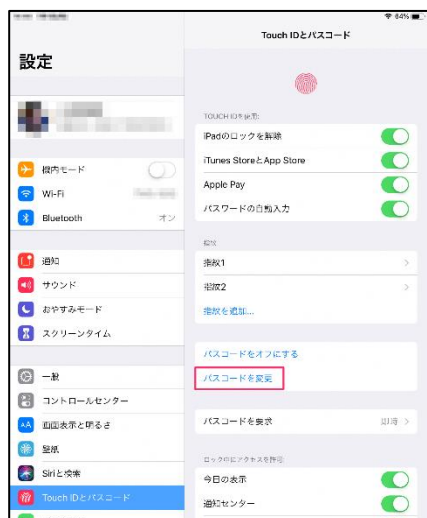 64%
設定
Touch IDとパスコード
TOUCH IDを使用:
iPadのロックを解除
iTunes StoreとApp Store
Apple Pay
パスワードの自動入力
指紋
指紋1
指紋2
指紋を追加...
パスコードをオフにする
パスコードを変更
パスコードを要求
即時
ロック中にアクセスを許可:
今日の表示
通知センター
機内モード
Wi-Fi
Bluetooth
オン
通知
サウンド
おやすみモード
スクリーンタイム
一般
コントロールセンター
画面表示と明るさ
壁紙
Siriと検索
Touch IDとパスコード